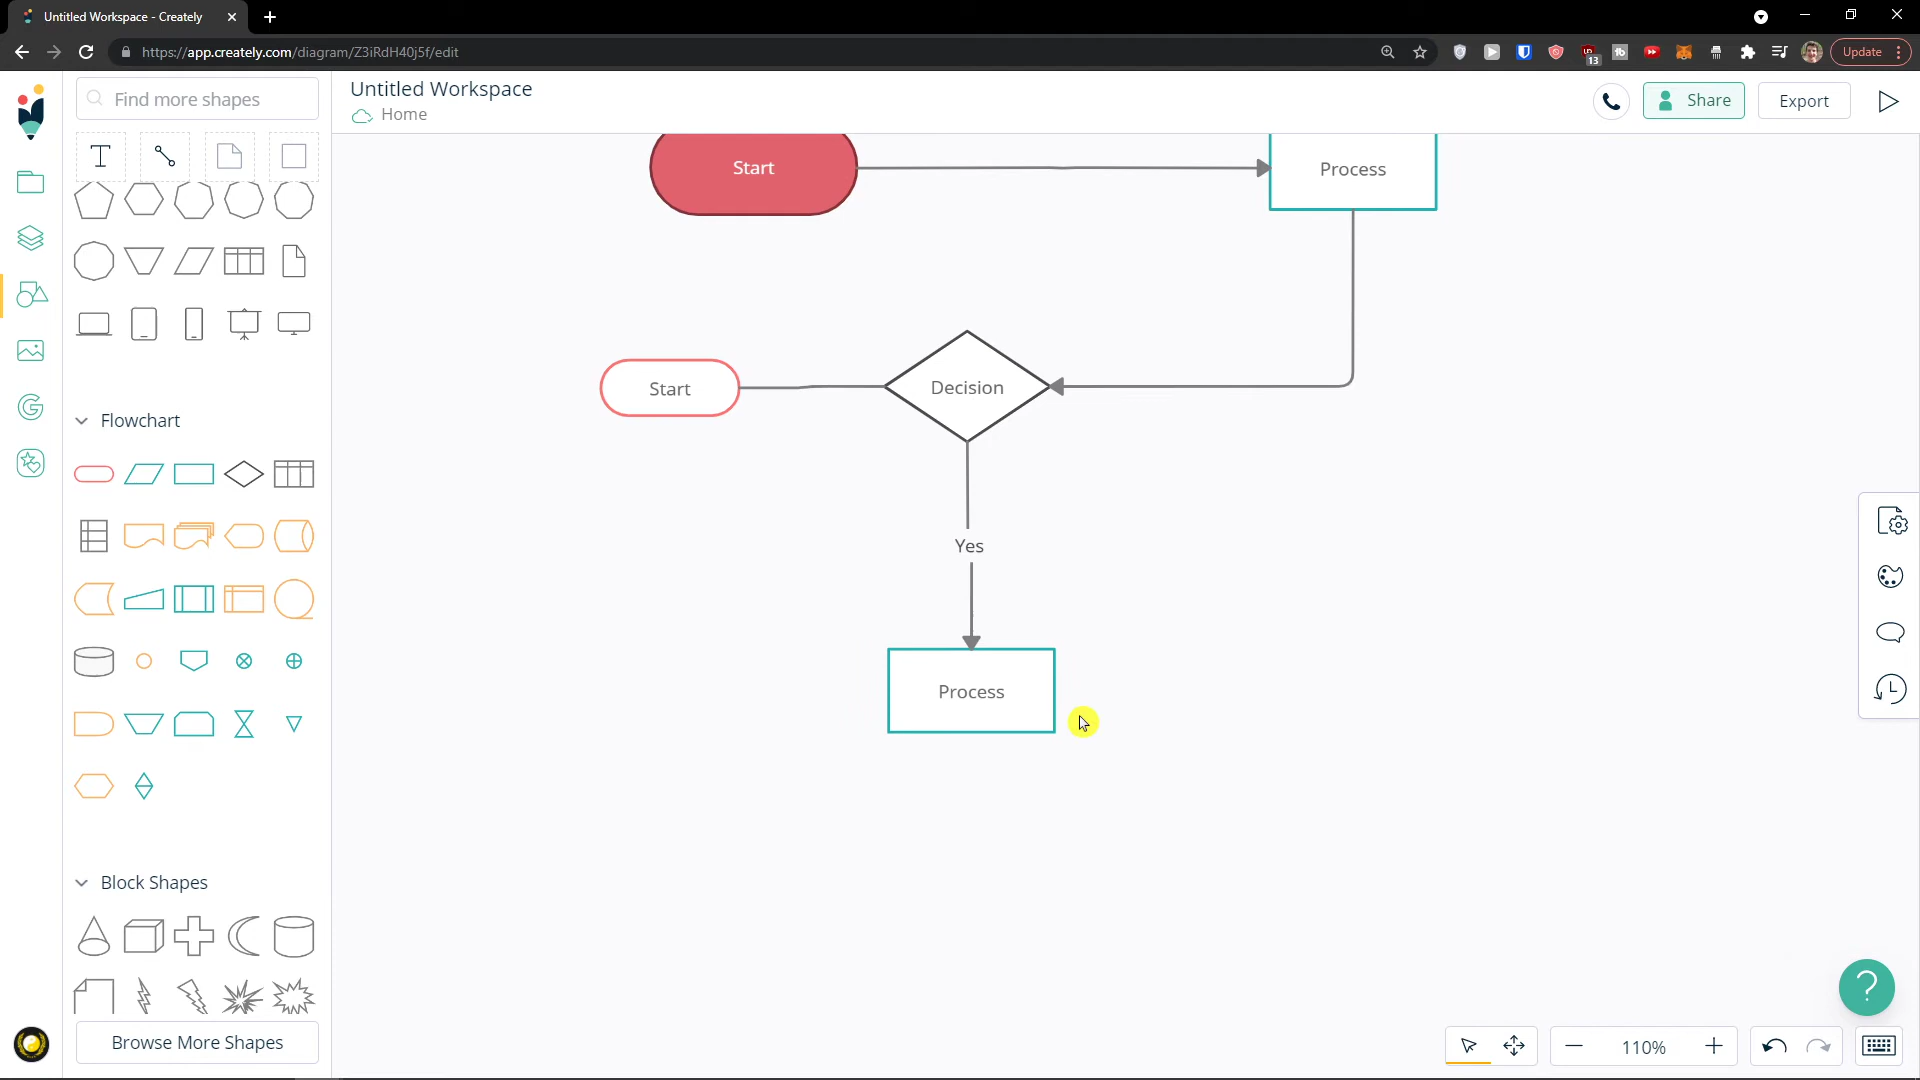 Untitled Workspace - Creately
https://app.creately.com/diagram/Z3iRdH40j5f/edit
13
Update
Find more shapes
Untitled Workspace
Home
Share
Export
Start
Process
Start
Decision
Flowchart
Yes
Process
Block Shapes
Browse More Shapes
110%